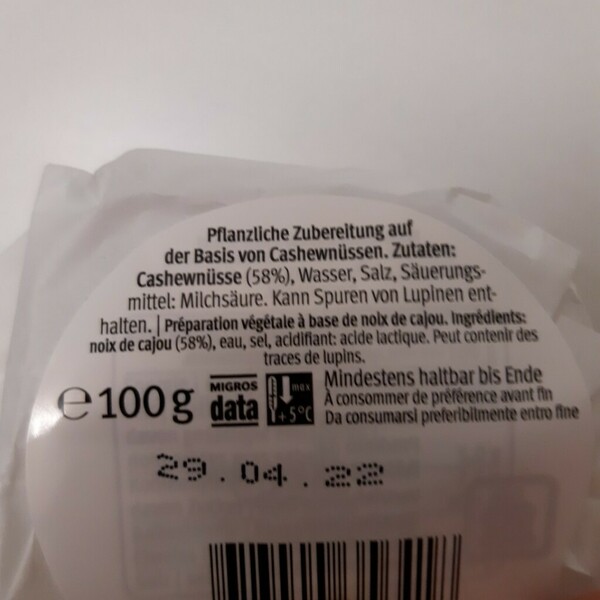 Pflanzliche Zubereitung auf
der Basis von Cashewnüssen. Zutaten:
Cashewnüsse (58%), Wasser, Salz, Säuerungs-
mittel: Milchsäure. Kann Spuren von Lupinen ent-
halten. | Préparation végétale à base de noix de cajou. Ingrédients:
noix de cajou (58%), eau, sel, acidifiant: acide lactique. Peut contenir des
traces de lupins.
℮ 100 g
MIGROS
data
max
+5°C
Mindestens haltbar bis Ende
À consommer de préférence avant fin
Da consumarsi preferibilmente entro fine
29.04.22